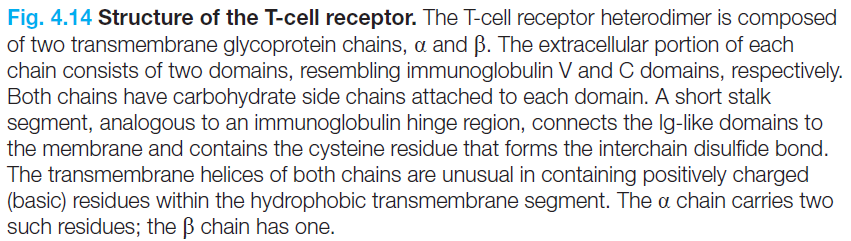 Fig. 4.14 Structure of the T-cell receptor. The T-cell receptor heterodimer is composed
of two transmembrane glycoprotein chains, α and β. The extracellular portion of each
chain consists of two domains, resembling immunoglobulin V and C domains, respectively.
Both chains have carbohydrate side chains attached to each domain. A short stalk
segment, analogous to an immunoglobulin hinge region, connects the Ig-like domains to
the membrane and contains the cysteine residue that forms the interchain disulfide bond.
The transmembrane helices of both chains are unusual in containing positively charged
(basic) residues within the hydrophobic transmembrane segment. The α chain carries two
such residues; the β chain has one.